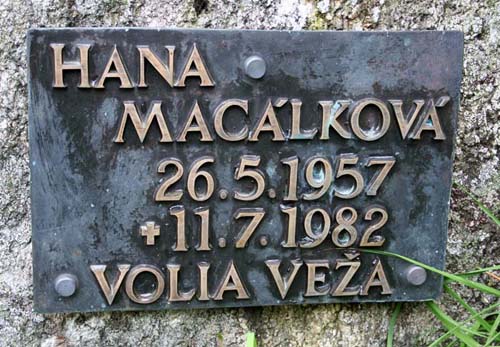 HANA
MACÁLKOVÁ
26.5.1957
+ 11.7.1982
VOLIA VEŽA